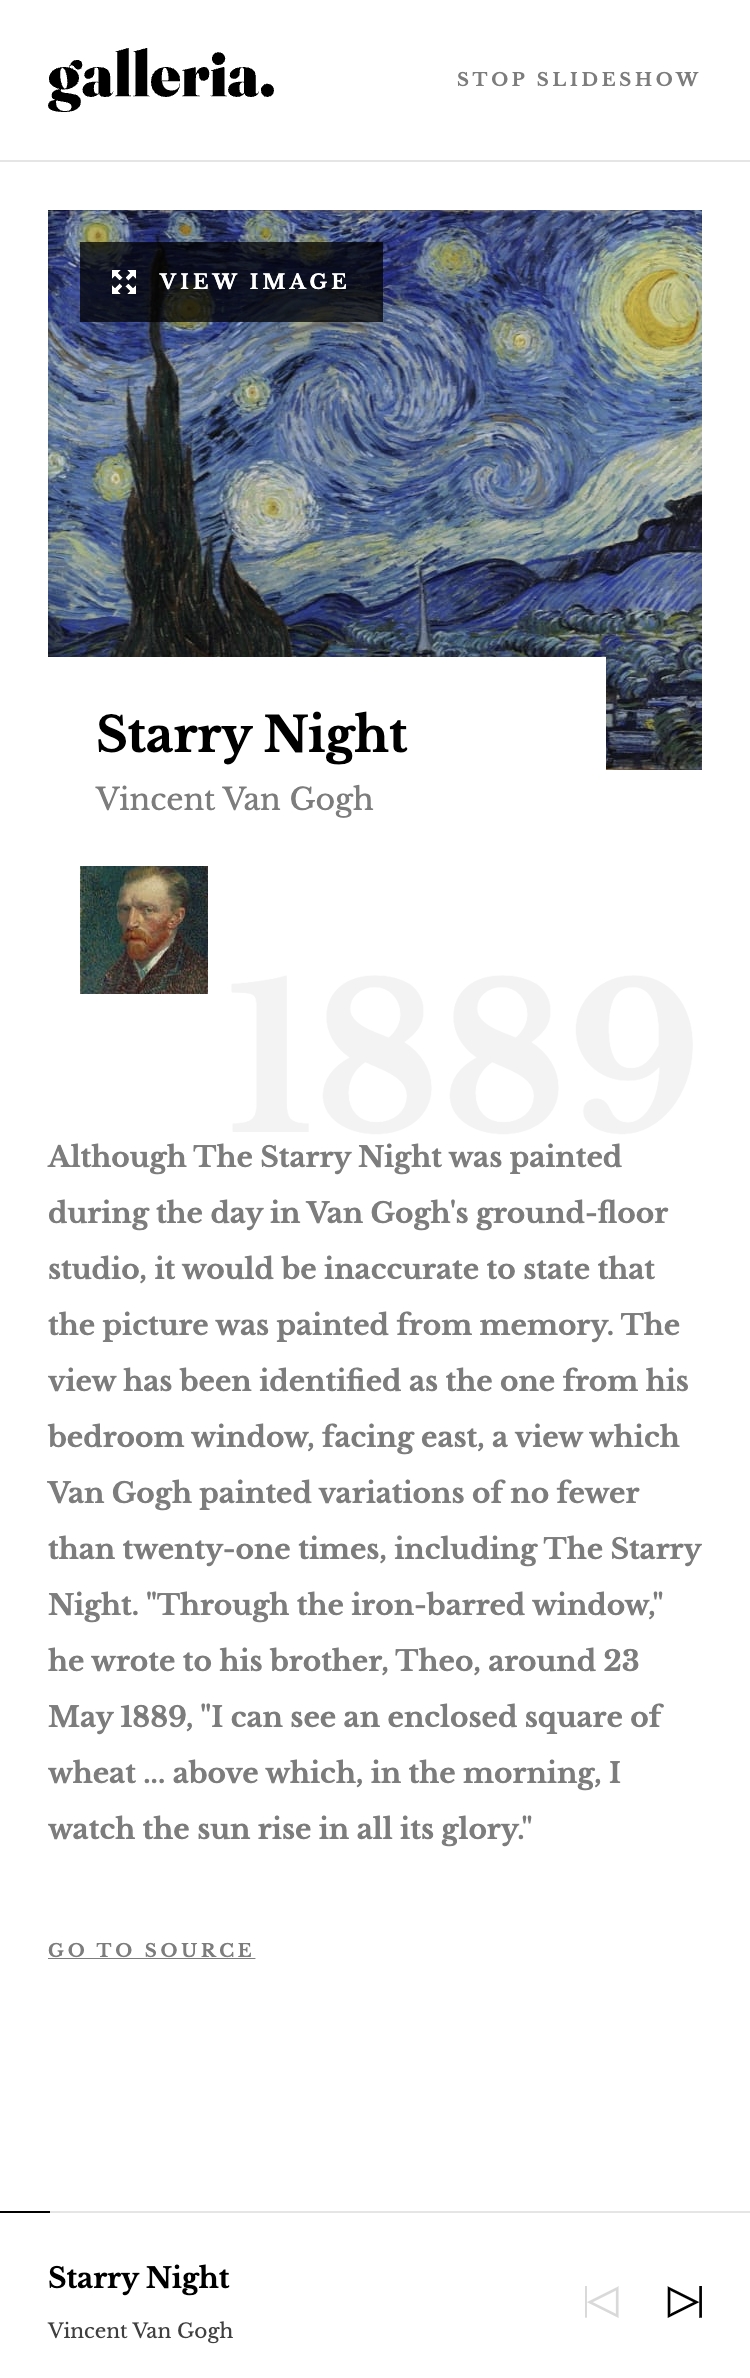 galleria.
STOP SLIDESHOW
VIEW IMAGE
Starry Night
Vincent Van Gogh
1889
Although The Starry Night was painted
during the day in Van Gogh's ground-floor
studio, it would be inaccurate to state that
the picture was painted from memory. The
view has been identified as the one from his
bedroom window, facing east, a view which
Van Gogh painted variations of no fewer
than twenty-one times, including The Starry
Night. "Through the iron-barred window,"
he wrote to his brother, Theo, around 23
May 1889, "I can see an enclosed square of
wheat ... above which, in the morning, I
watch the sun rise in all its glory."
GO TO SOURCE
Starry Night
Vincent Van Gogh